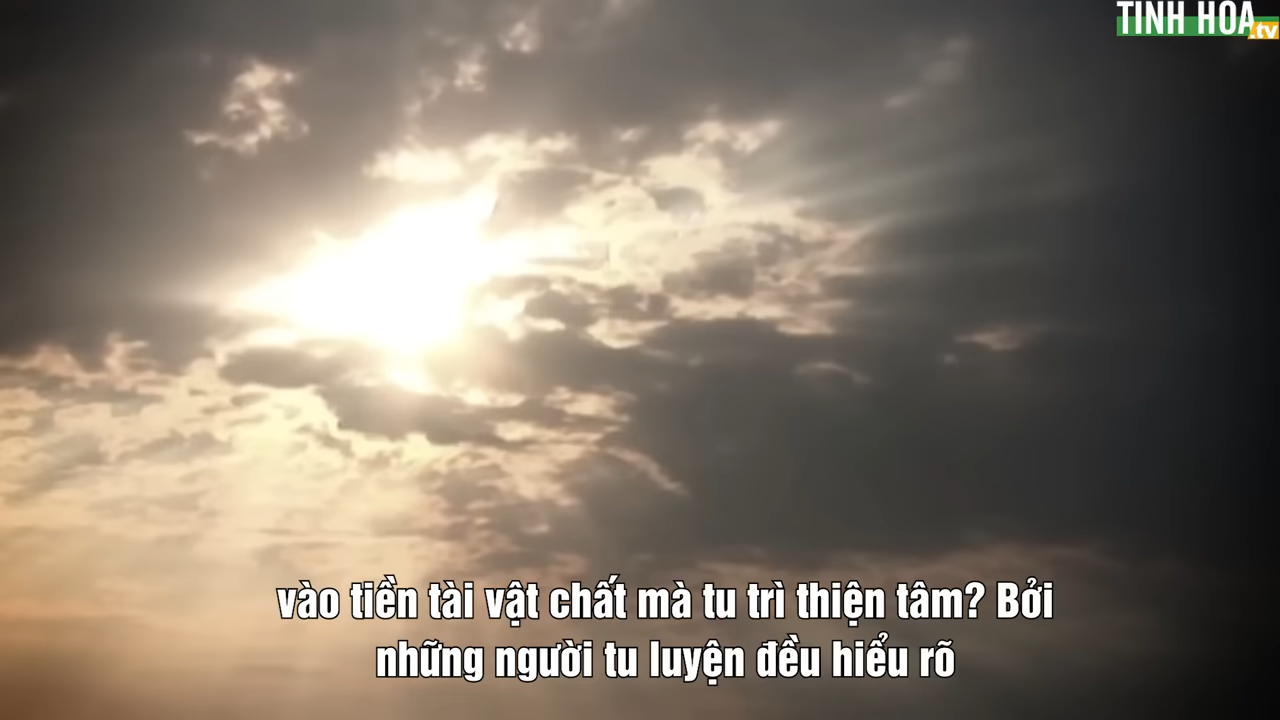 TINH HOA
.tv
vào tiền tài vật chất mà tu trì thiện tâm? Bởi
những người tu luyện đều hiểu rõ